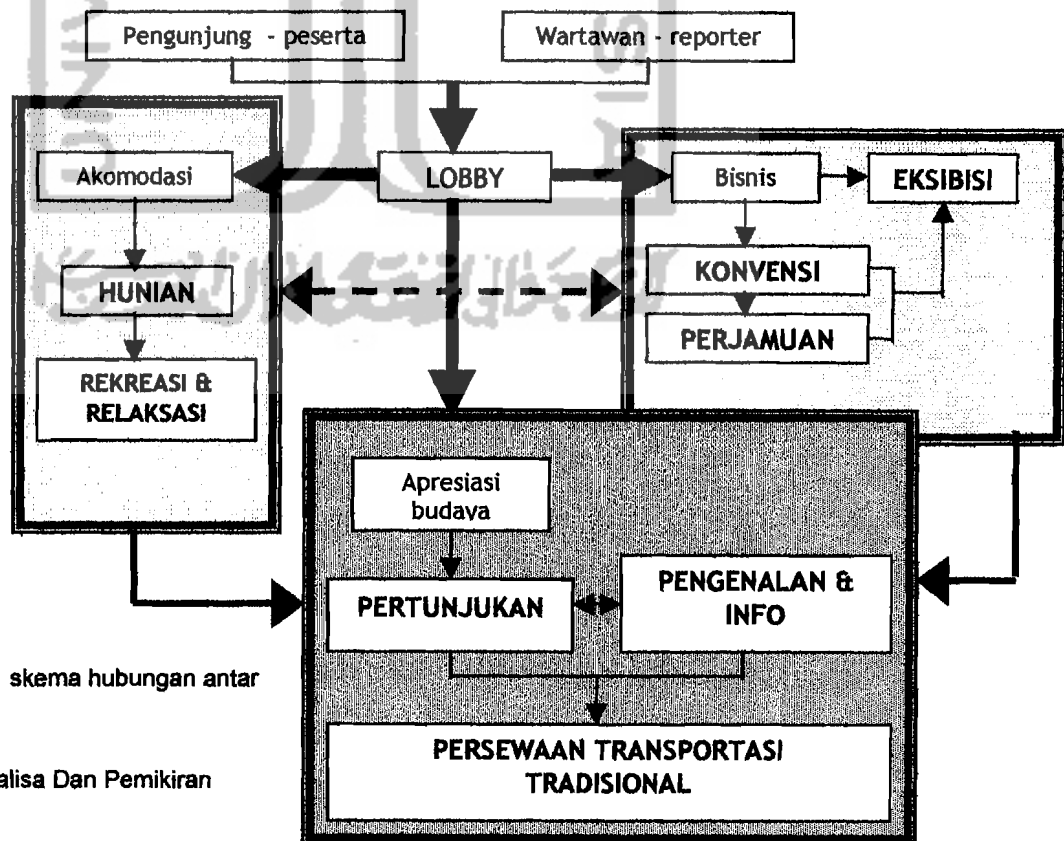 Pengunjung - peserta
Wartawan - reporter
Akomodasi
LOBBY
Bisnis
EKSIBISI
HUNIAN
KONVENSI
PERJAMUAN
REKREASI &
RELAKSASI
Apresiasi
budaya
PERTUNJUKAN
PENGENALAN &
INFO
skema hubungan antar
PERSEWAAN TRANSPORTASI
TRADISIONAL
alisa Dan Pemikiran